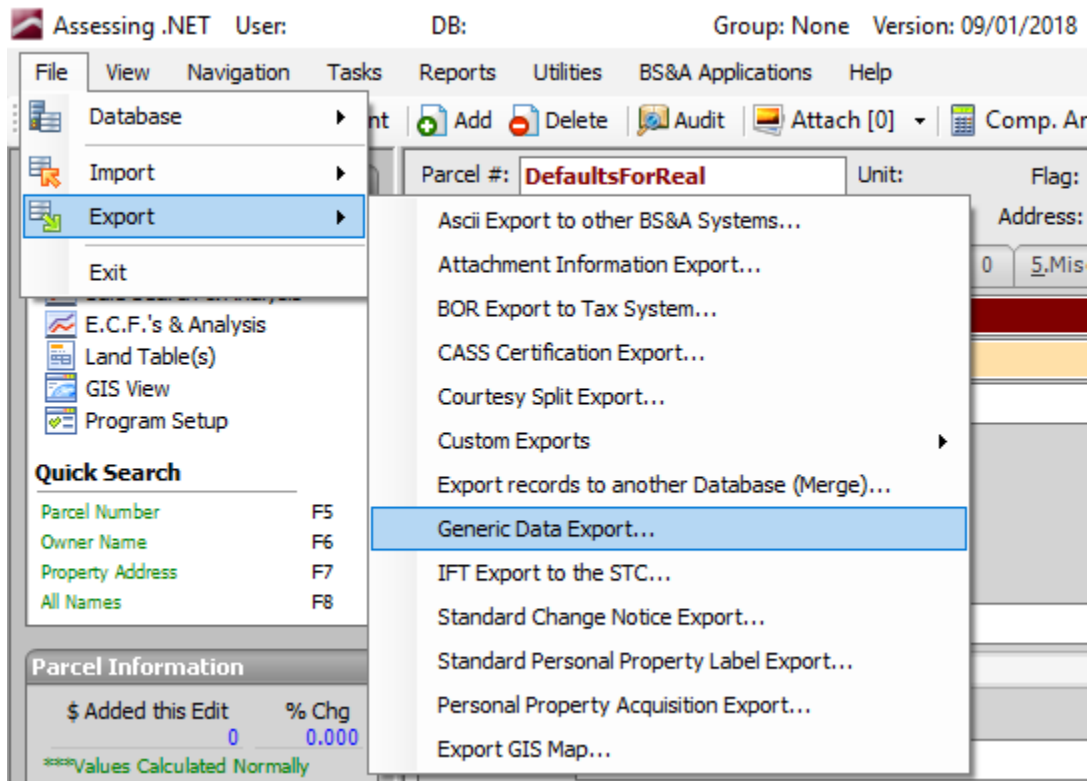 Assessing .NET User: DB: Group: None Version: 09/01/2018
File View Navigation Tasks Reports Utilities BS&A Applications Help
Database
nt Add Delete Audit Attach [0] Comp. Ar
Import
Parcel #: DefaultsForReal Unit: Flag:
Export
Address:
Exit
Ascii Export to other BS&A Systems...
Attachment Information Export...
0 5.Mis
BOR Export to Tax System...
CASS Certification Export...
Courtesy Split Export...
Custom Exports
Export records to another Database (Merge)...
Generic Data Export...
IFT Export to the STC...
Standard Change Notice Export...
Standard Personal Property Label Export...
Personal Property Acquisition Export...
Export GIS Map...
E.C.F.'s & Analysis
Land Table(s)
GIS View
Program Setup
Quick Search
Parcel Number F5
Owner Name F6
Property Address F7
All Names F8
Parcel Information
$ Added this Edit % Chg
0 0.000
***Values Calculated Normally